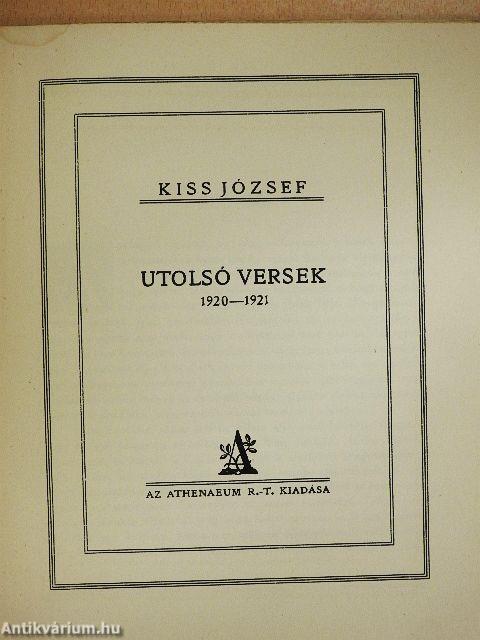 KISS JÓZSEF
UTOLSÓ VERSEK
1920—1921
A
AZ ATHENAEUM R.-T. KIADÁSA
Antikvárium.hu